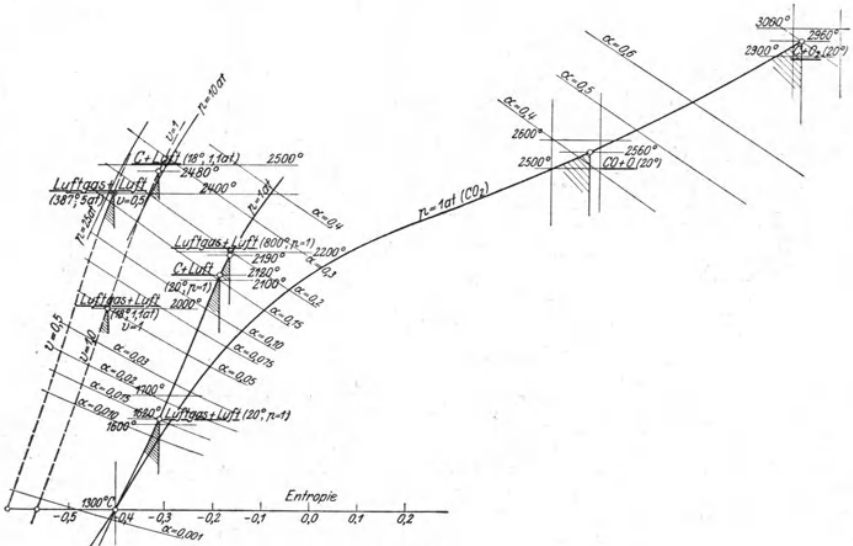 3000°
2960°
2900°
C+O₂ (20°)
α=0,6
α=0,5
α=0,4
2600°
2560°
2500°
CO+O (20°)
p=1at (CO₂)
p=10at
v=1
C+Luft (18°, 1,1at)
2500°
2480°
2400°
Luftgas+Luft
(387°, 5at)
v=0,5
p=25at
p=1at
α=0,4
Luftgas+Luft (800°, p=1)
2200°
2190°
α=0,3
C+Luft
2120°
(20°, p=1)
2100°
α=0,2
Luftgas+Luft
2000°
(18°, 1,1at)
v=1
α=0,15
α=0,10
α=0,075
α=0,05
v=0,5
v=1,0
α=0,03
α=0,02
α=0,015
α=0,010
1700°
1620°
Luftgas+Luft (20°, p=1)
1600°
1300°C
Entropie
-0,5
-0,4
-0,3
-0,2
-0,1
0,0
0,1
0,2
α=0,001